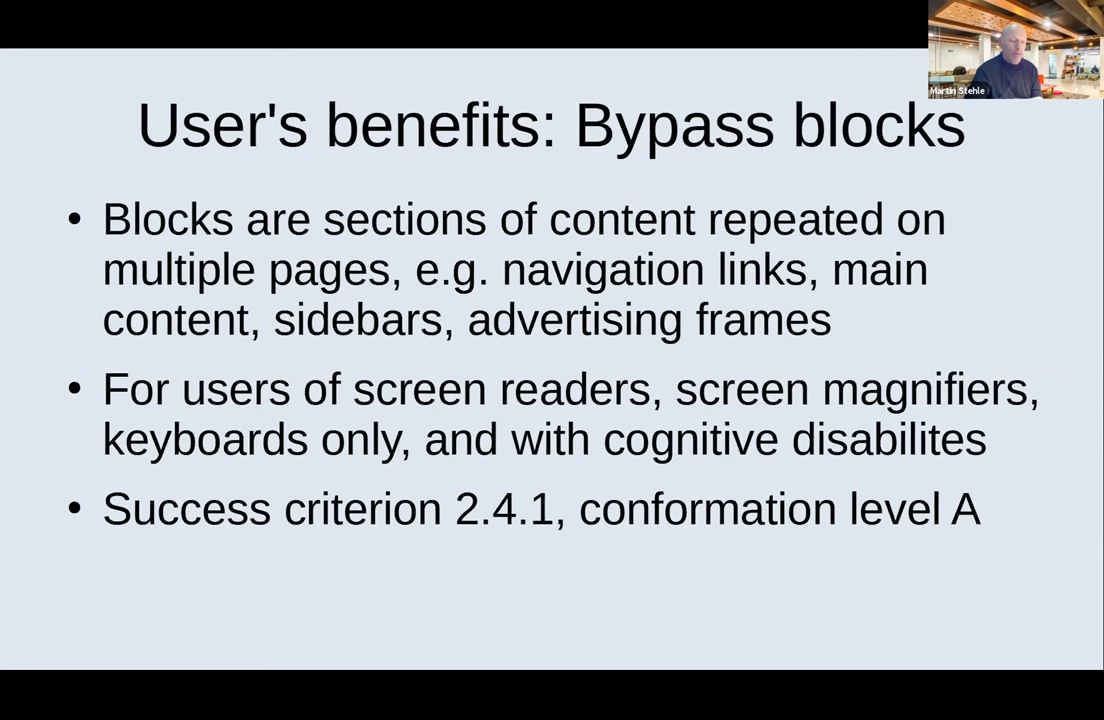 Martin Stehle
User's benefits: Bypass blocks
• Blocks are sections of content repeated on
multiple pages, e.g. navigation links, main
content, sidebars, advertising frames
• For users of screen readers, screen magnifiers,
keyboards only, and with cognitive disabilites
• Success criterion 2.4.1, conformation level A